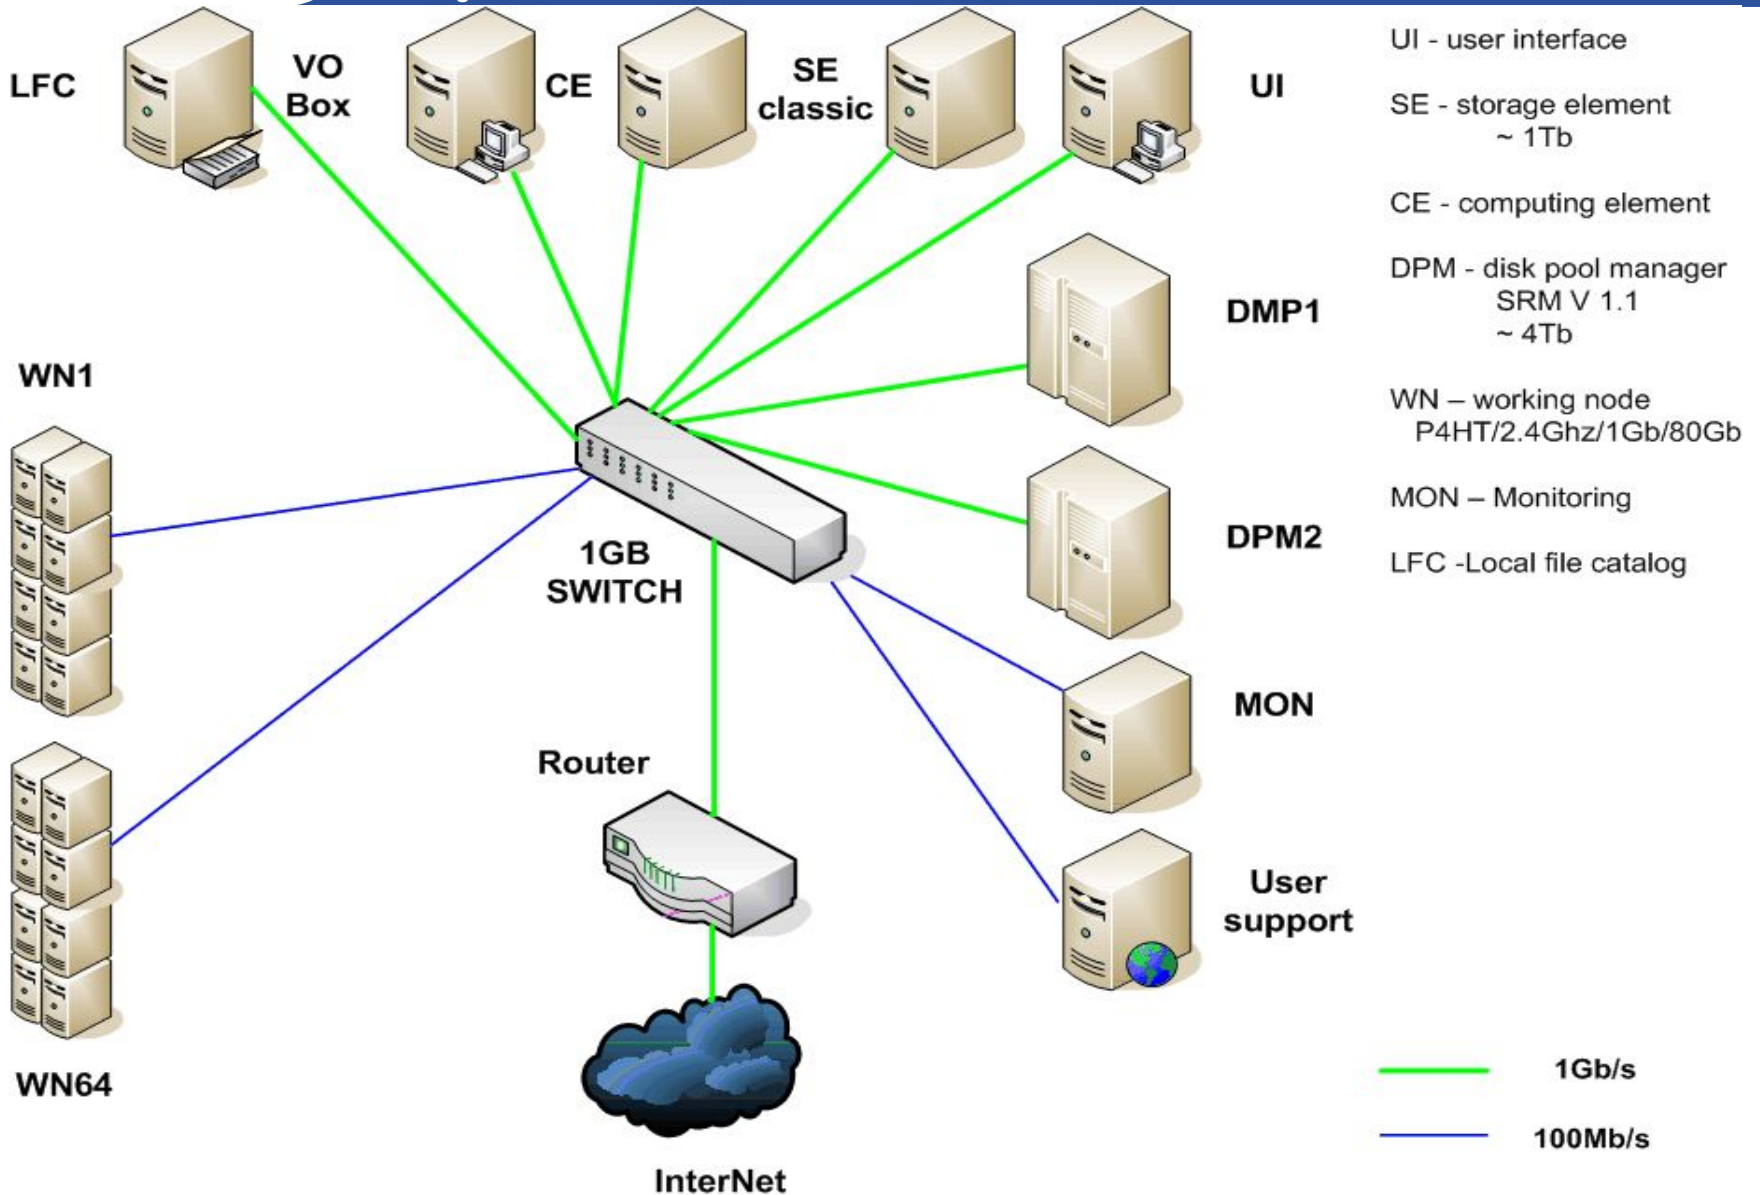 LFC
VO
Box
CE
SE
classic
UI
DMP1
DPM2
MON
User
support
WN1
WN64
1GB
SWITCH
Router
InterNet
UI - user interface
SE - storage element
~ 1Tb
CE - computing element
DPM - disk pool manager
SRM V 1.1
~ 4Tb
WN – working node
P4HT/2.4Ghz/1Gb/80Gb
MON – Monitoring
LFC -Local file catalog
1Gb/s
100Mb/s